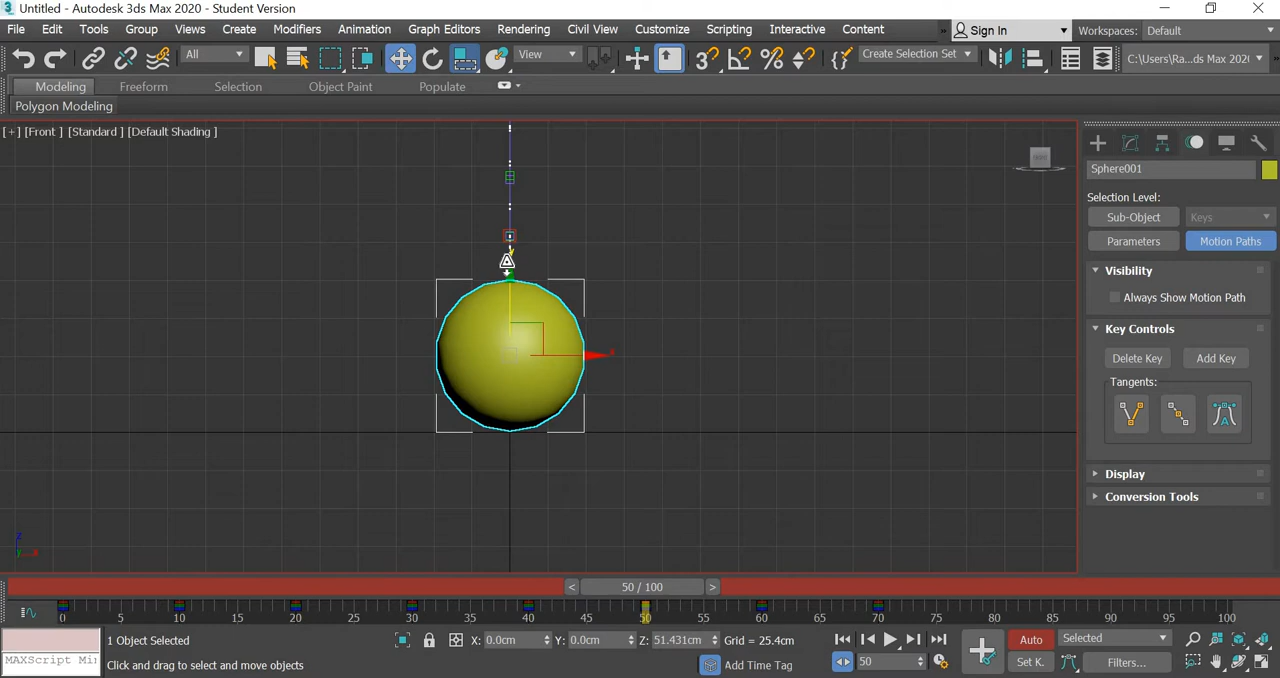 Untitled - Autodesk 3ds Max 2020 - Student Version
File Edit Tools Group Views Create Modifiers Animation Graph Editors Rendering Civil View Customize Scripting Interactive Content » Sign In Workspaces: Default
All View Create Selection Set C:\Users\Ra...ds Max 202(
Modeling Freeform Selection Object Paint Populate
Polygon Modeling
[+] [Front ] [Standard ] [Default Shading ]
Sphere001
Selection Level:
Sub-Object Keys
Parameters Motion Paths
Visibility
Always Show Motion Path
Key Controls
Delete Key Add Key
Tangents:
Display
Conversion Tools
z
y x
x
< 50 / 100 >
0 5 10 15 20 25 30 35 40 45 50 55 60 65 70 75 80 85 90 95 100
1 Object Selected X: 0.0cm Y: 0.0cm Z: 51.431cm Grid = 25.4cm Auto Selected
MAXScript Min Click and drag to select and move objects Add Time Tag 50 Set K. Filters...